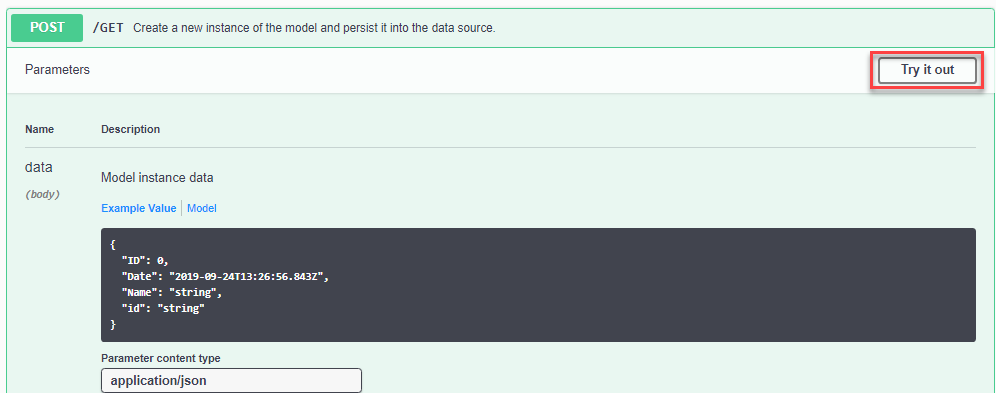 POST /GET Create a new instance of the model and persist it into the data source.
Parameters Try it out
Name Description
data Model instance data
(body)
Example Value Model
{
"ID": 0,
"Date": "2019-09-24T13:26:56.843Z",
"Name": "string",
"id": "string"
}
Parameter content type
application/json